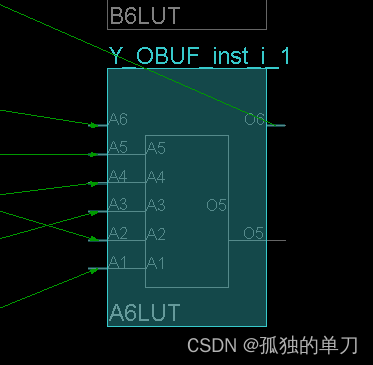 B6LUT
Y_OBUF_inst_i_1
A6
O6
A5
A5
A4
A4
A3
A3
O5
A2
A2
O5
A1
A1
A6LUT
CSDN @孤独的单刀